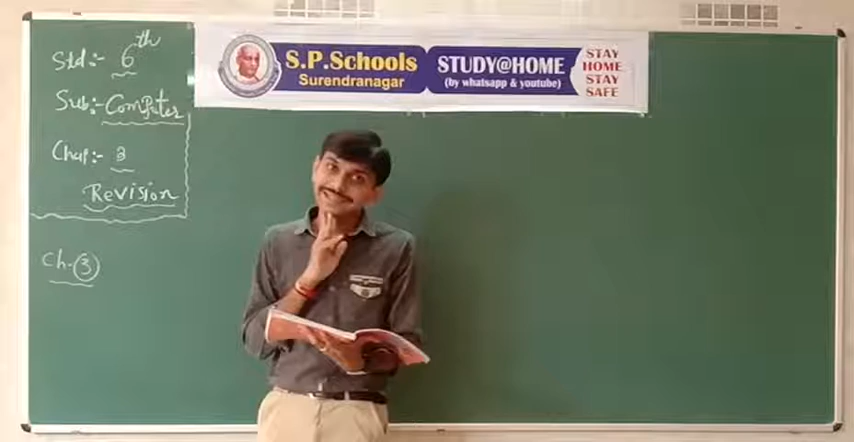 Std:- 6th
Sub:- Computer
Chap:- 3
Revision
Ch-3
S.P.Schools
Surendranagar
STUDY@HOME
(by whatsapp & youtube)
STAY
HOME
STAY
SAFE